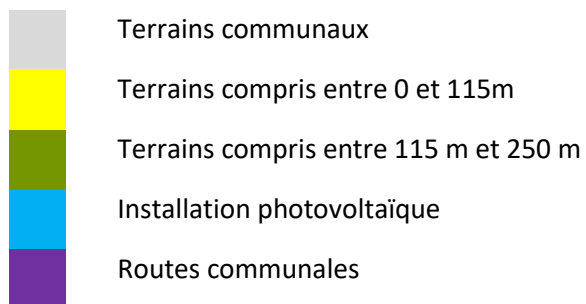 Terrains communaux
Terrains compris entre 0 et 115m
Terrains compris entre 115 m et 250 m
Installation photovoltaïque
Routes communales